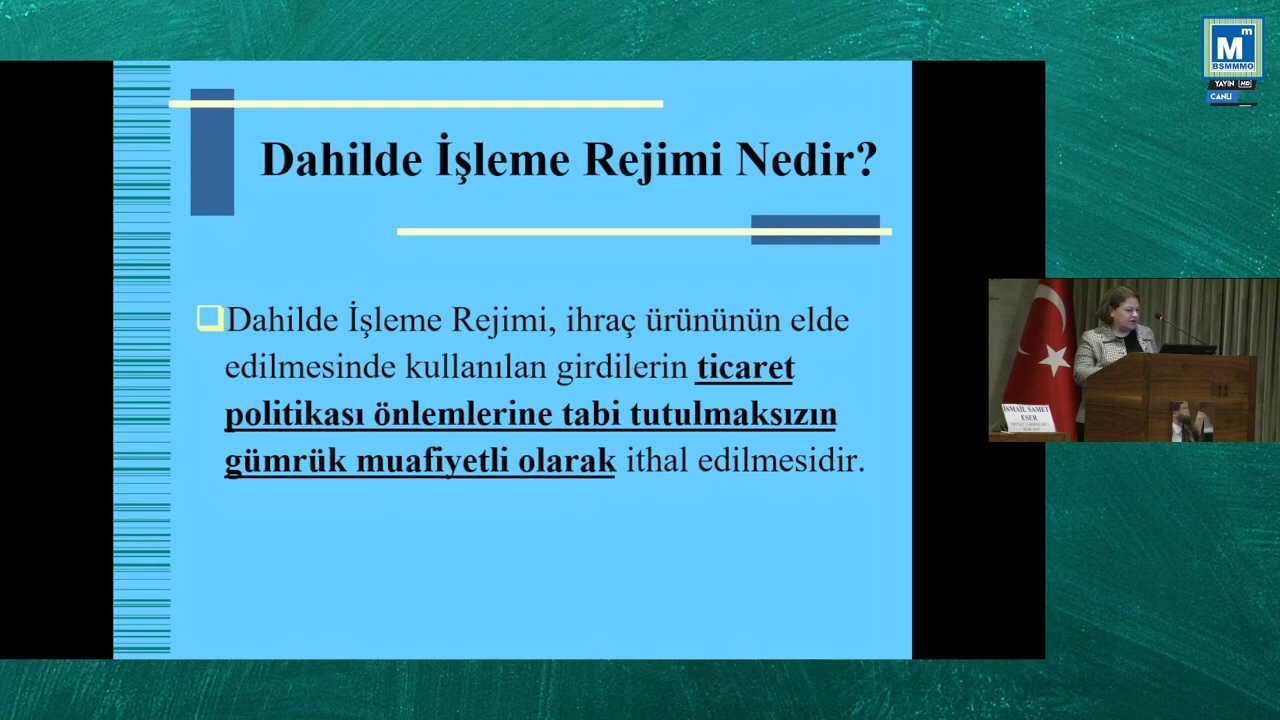 Dahilde İşleme Rejimi Nedir?
Dahilde İşleme Rejimi, ihraç ürününün elde
edilmesinde kullanılan girdilerin ticaret
politikası önlemlerine tabi tutulmaksızın
gümrük muafiyetli olarak ithal edilmesidir.
Mm
BSMMMO
YAYIN
CANLI
İSMAİL SAMET
ESER